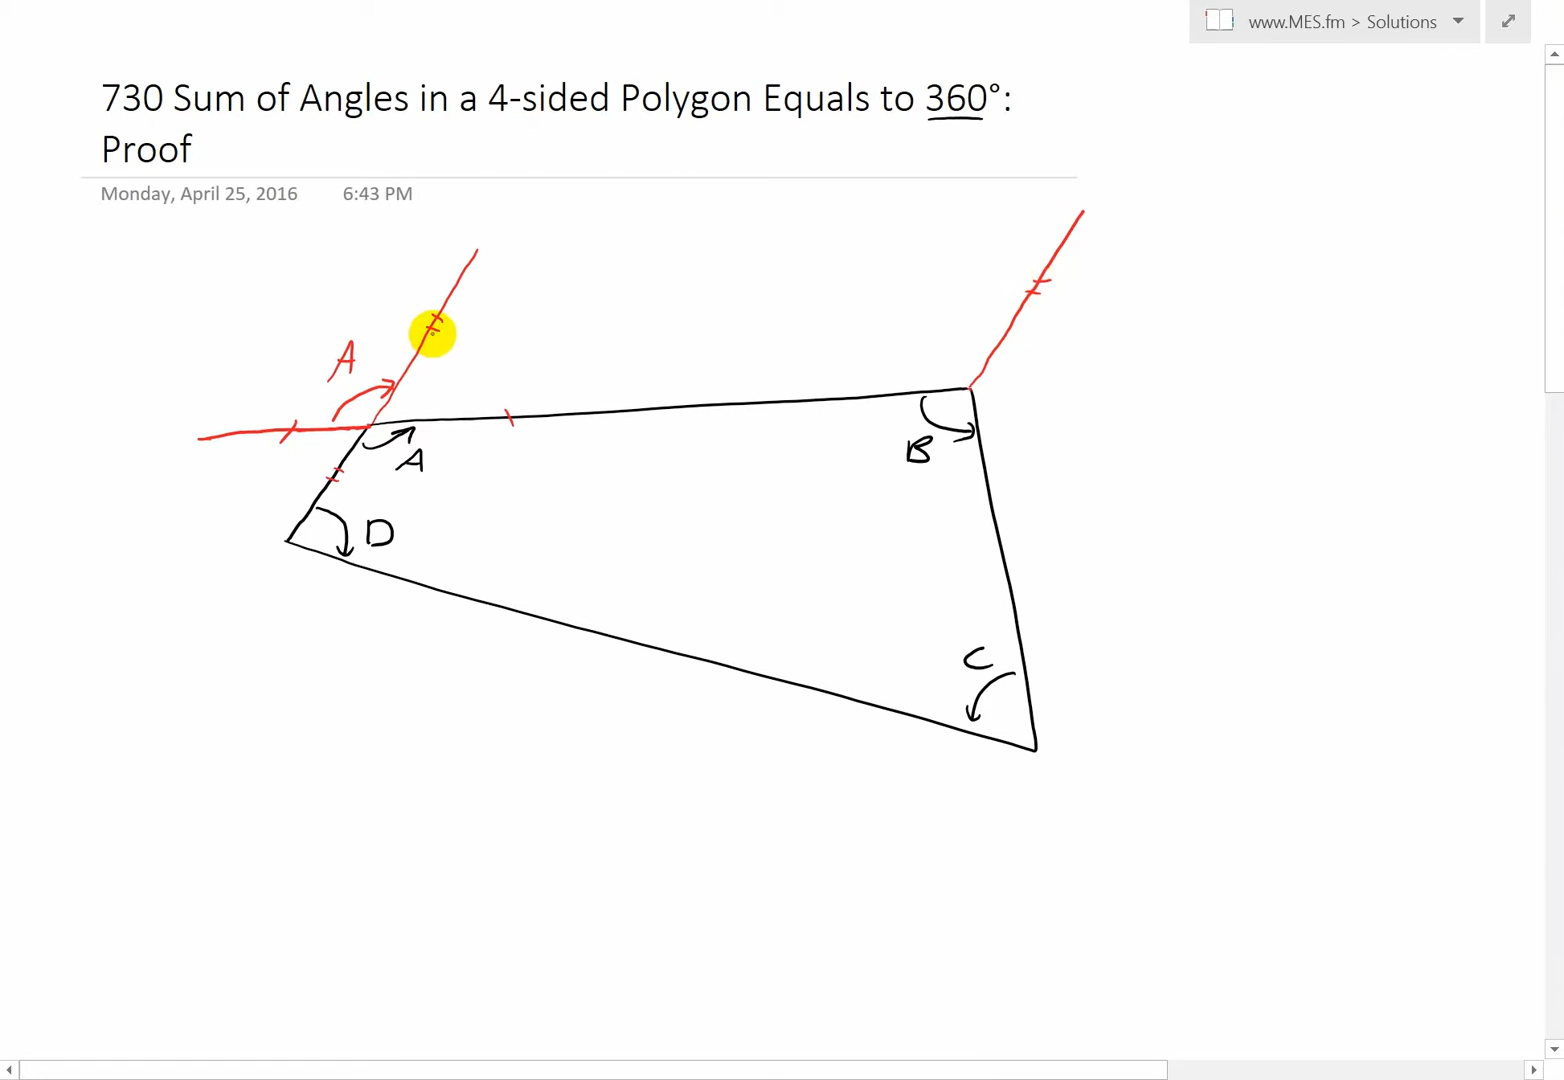 www.MES.fm > Solutions
730 Sum of Angles in a 4-sided Polygon Equals to 360°:
Proof
Monday, April 25, 2016 6:43 PM
A
A
B
D
C